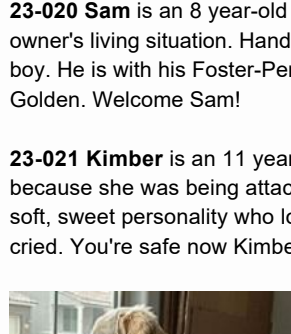 23-020 Sam is an 8 year-old
owner's living situation. Hand
boy. He is with his Foster-Per
Golden. Welcome Sam!
23-021 Kimber is an 11 year
because she was being attac
soft, sweet personality who lo
cried. You're safe now Kimbe